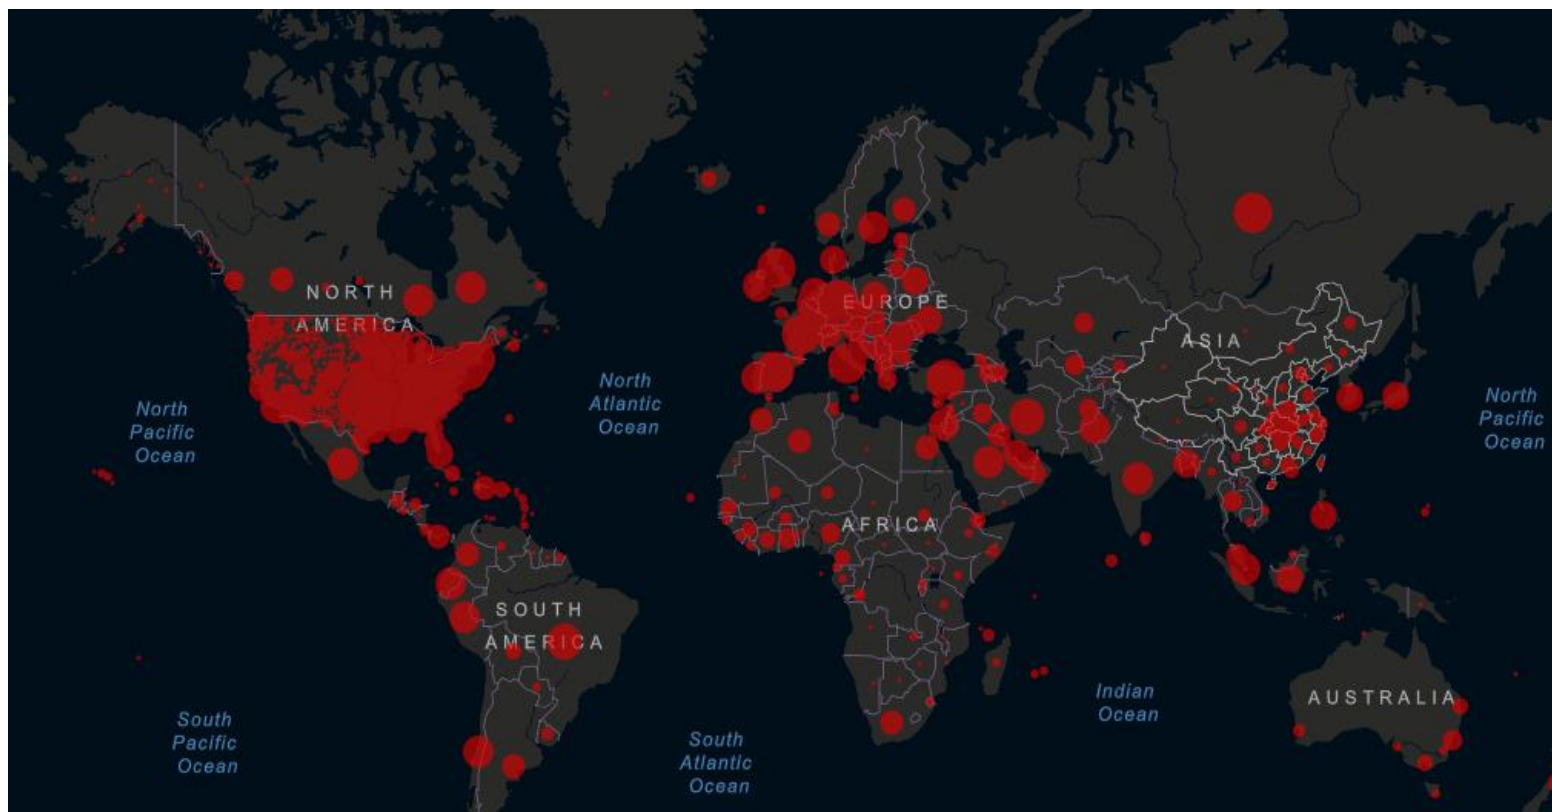 NORTH
AMERICA
EUROPE
ASIA
North
Atlantic
Ocean
North
Pacific
Ocean
North
Pacific
Ocean
AFRICA
SOUTH
AMERICA
Indian
Ocean
AUSTRALIA
South
Pacific
Ocean
South
Atlantic
Ocean